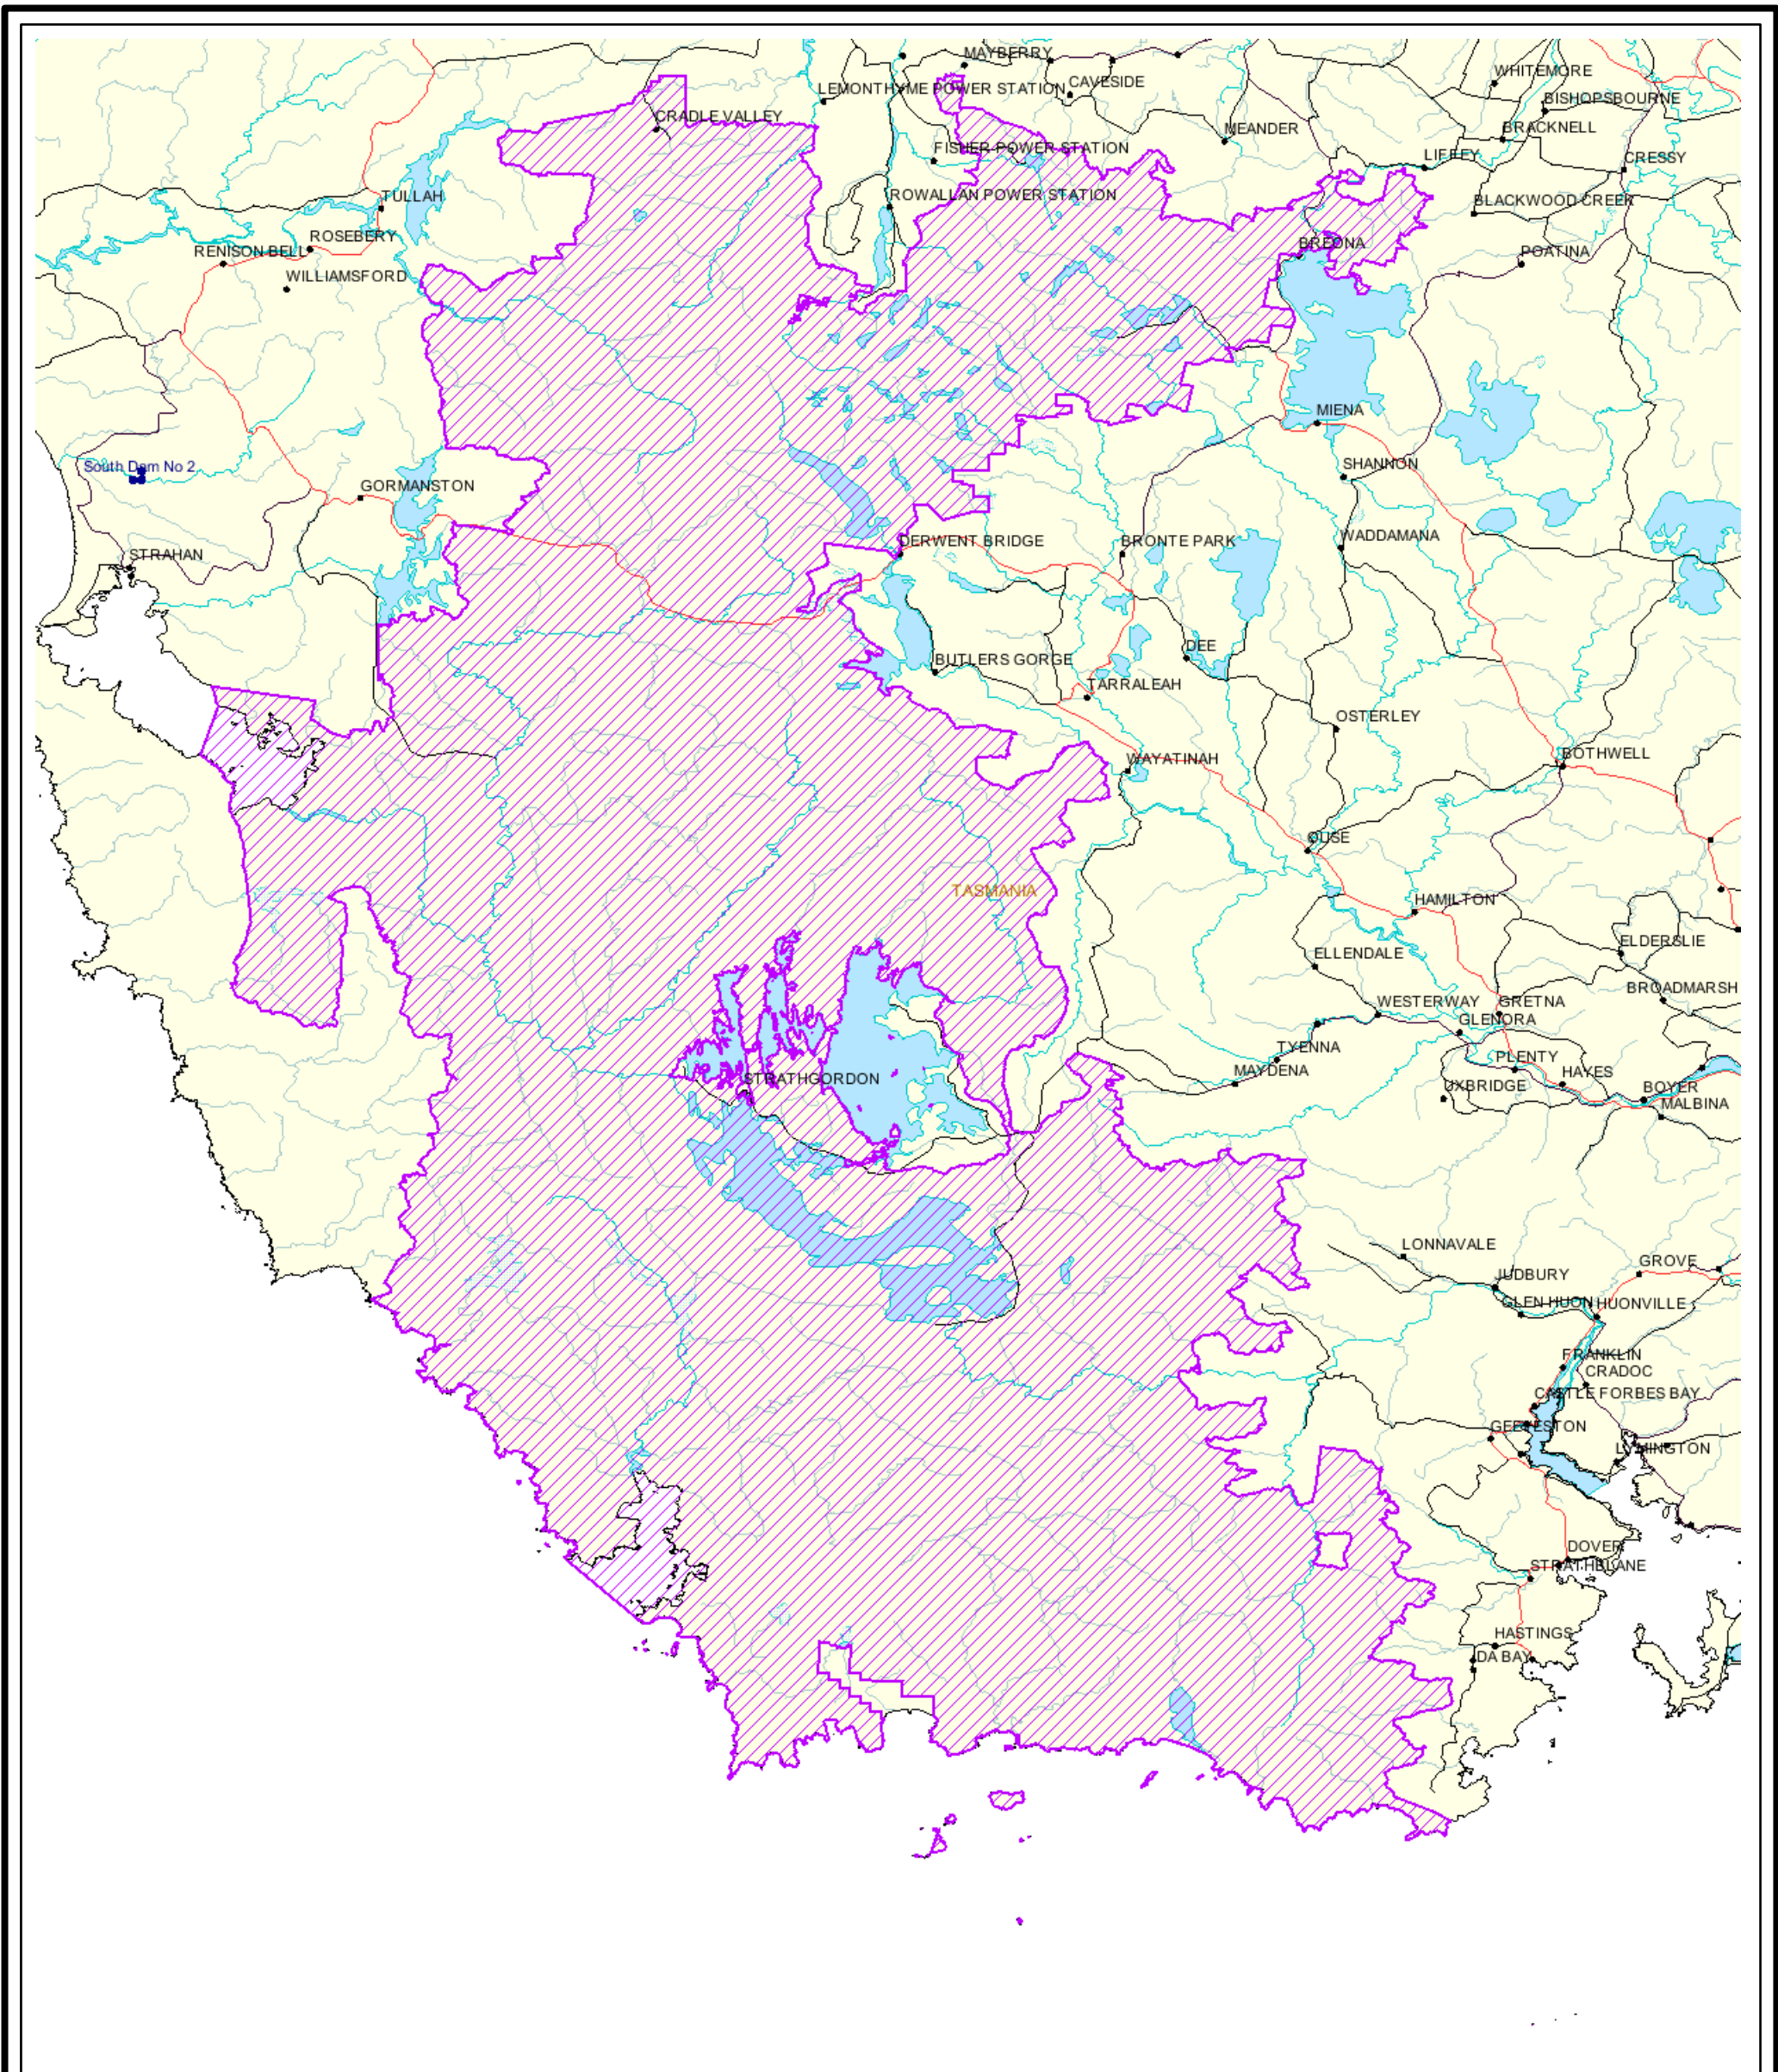 MAYBERRY
WHITEMORE
LEMONTHYME POWER STATION
CAVESIDE
BISHOPSBOURNE
CRADLE VALLEY
MEANDER
BRACKNELL
FISHER POWER STATION
LIFFEY
CRESSY
TULLAH
ROWALLAN POWER STATION
BLACKWOOD CREEK
ROSEBERY
RENISON BELL
BREONA
POATINA
WILLIAMSFORD
MIENA
South Dam No 2
SHANNON
GORMANSTON
STRAHAN
DERWENT BRIDGE
BRONTE PARK
WADDAMANA
DEE
BUTLERS GORGE
TARRALEAH
OSTERLEY
WAYATINAH
BOTHWELL
OUSE
TASMANIA
HAMILTON
ELLENDALE
ELDERSLIE
BROADMARSH
WESTERWAY
GRETNA
GLENORA
TYENNA
PLENTY
STRATHGORDON
MAYDENA
HAYES
UXBRIDGE
BOYER
MALBINA
LONNAVALE
GROVE
JUDBURY
GLEN HUON
HUONVILLE
FRANKLIN
CRADOC
CASTLE FORBES BAY
GEEVESTON
LYMINGTON
DOVER
STRATHBLANE
HASTINGS
IDA BAY